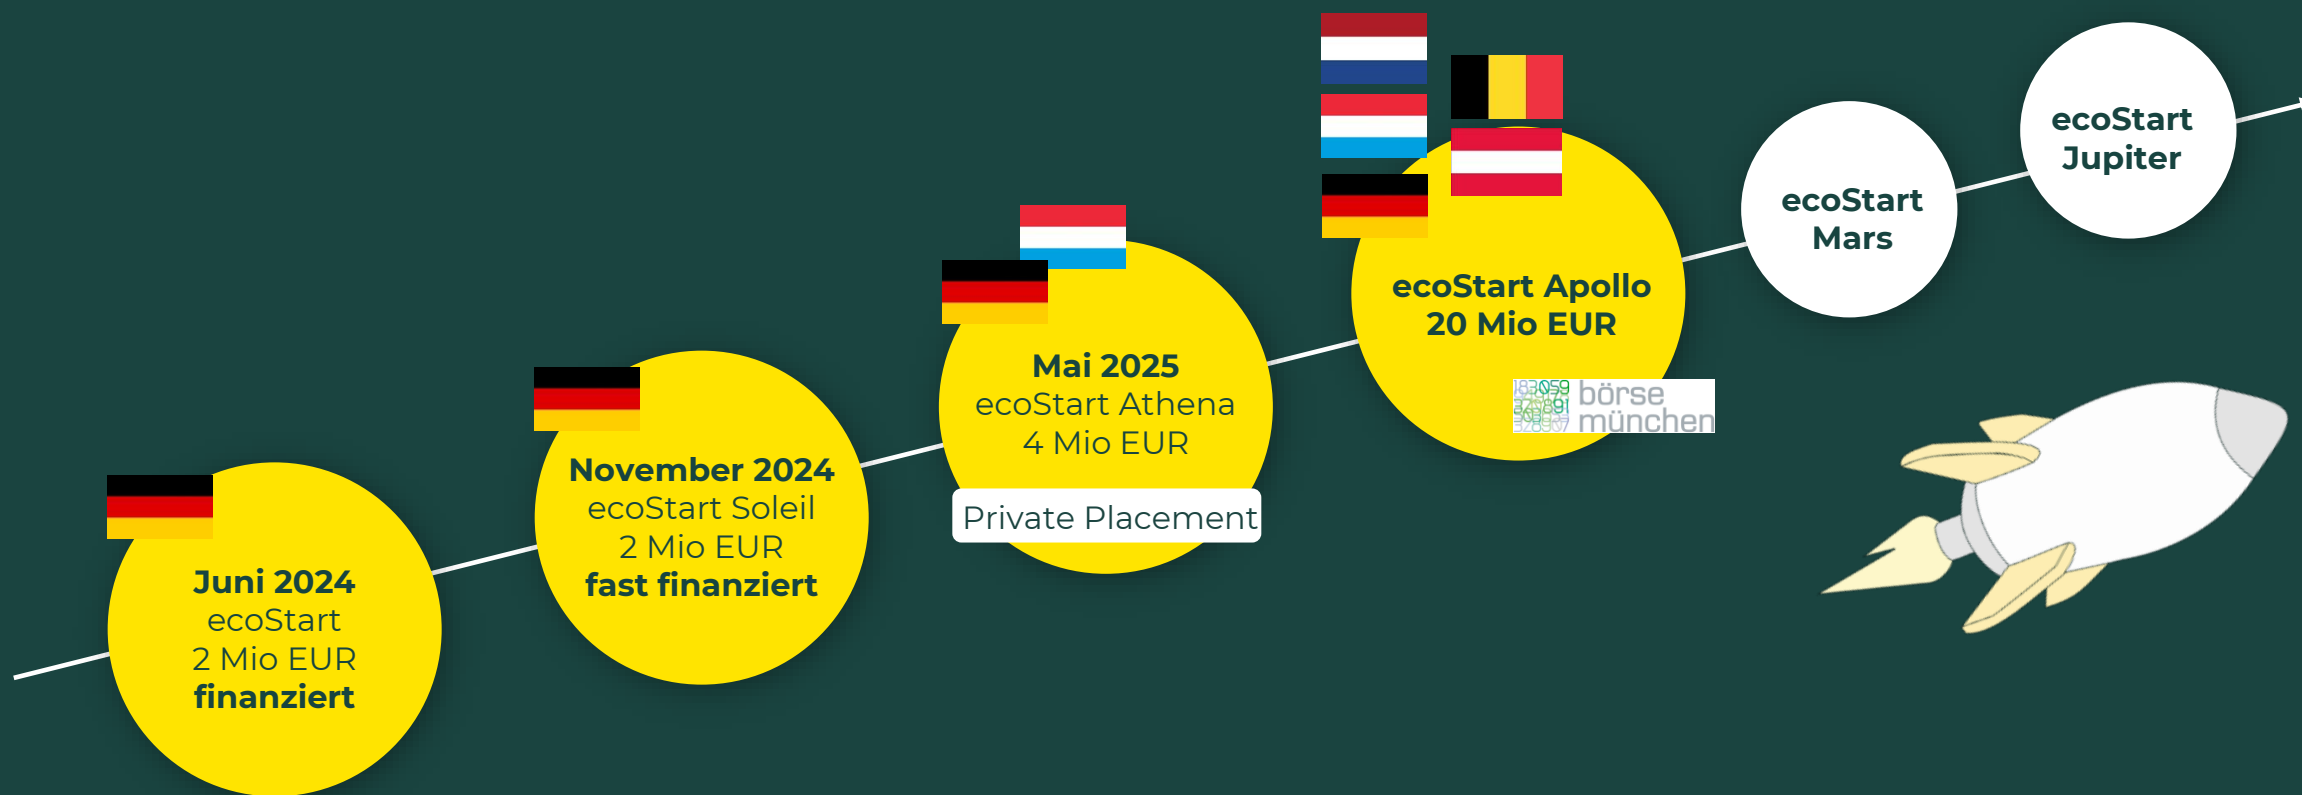 Juni 2024
ecoStart
2 Mio EUR
finanziert
November 2024
ecoStart Soleil
2 Mio EUR
fast finanziert
Mai 2025
ecoStart Athena
4 Mio EUR
Private Placement
ecoStart Apollo
20 Mio EUR
börse
münchen
ecoStart
Mars
ecoStart
Jupiter